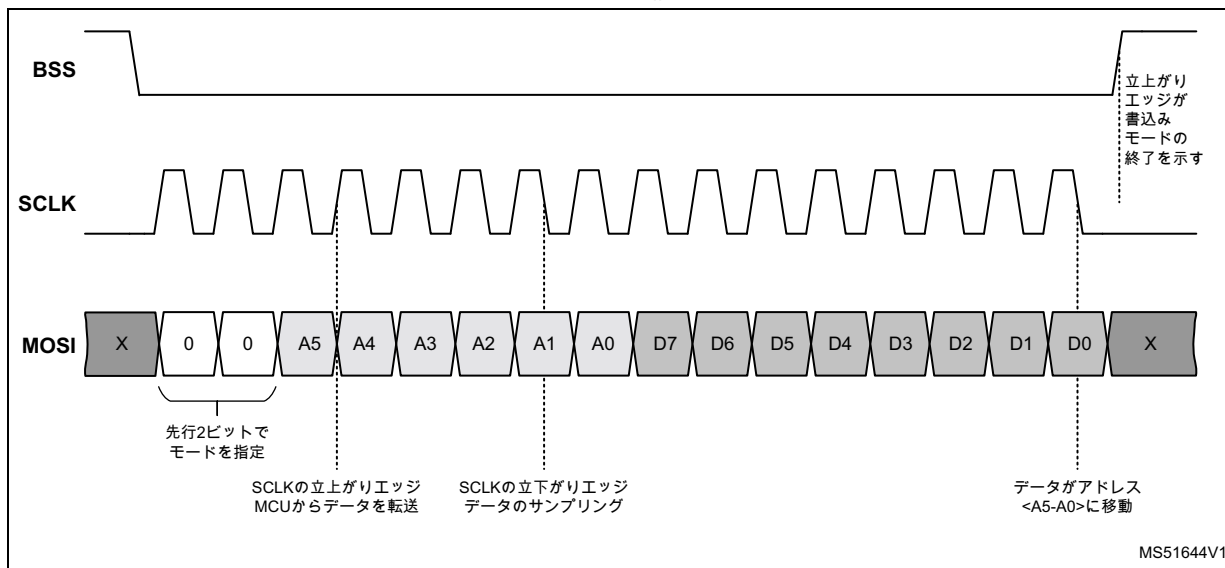 BSS
立上がり
エッジが
書込み
モードの
終了を示す
SCLK
MOSI
X 0 0 A5 A4 A3 A2 A1 A0 D7 D6 D5 D4 D3 D2 D1 D0 X
先行2ビットで
モードを指定
SCLKの立上がりエッジ
MCUからデータを転送
SCLKの立下がりエッジ
データのサンプリング
データがアドレス
<A5-A0>に移動
MS51644V1